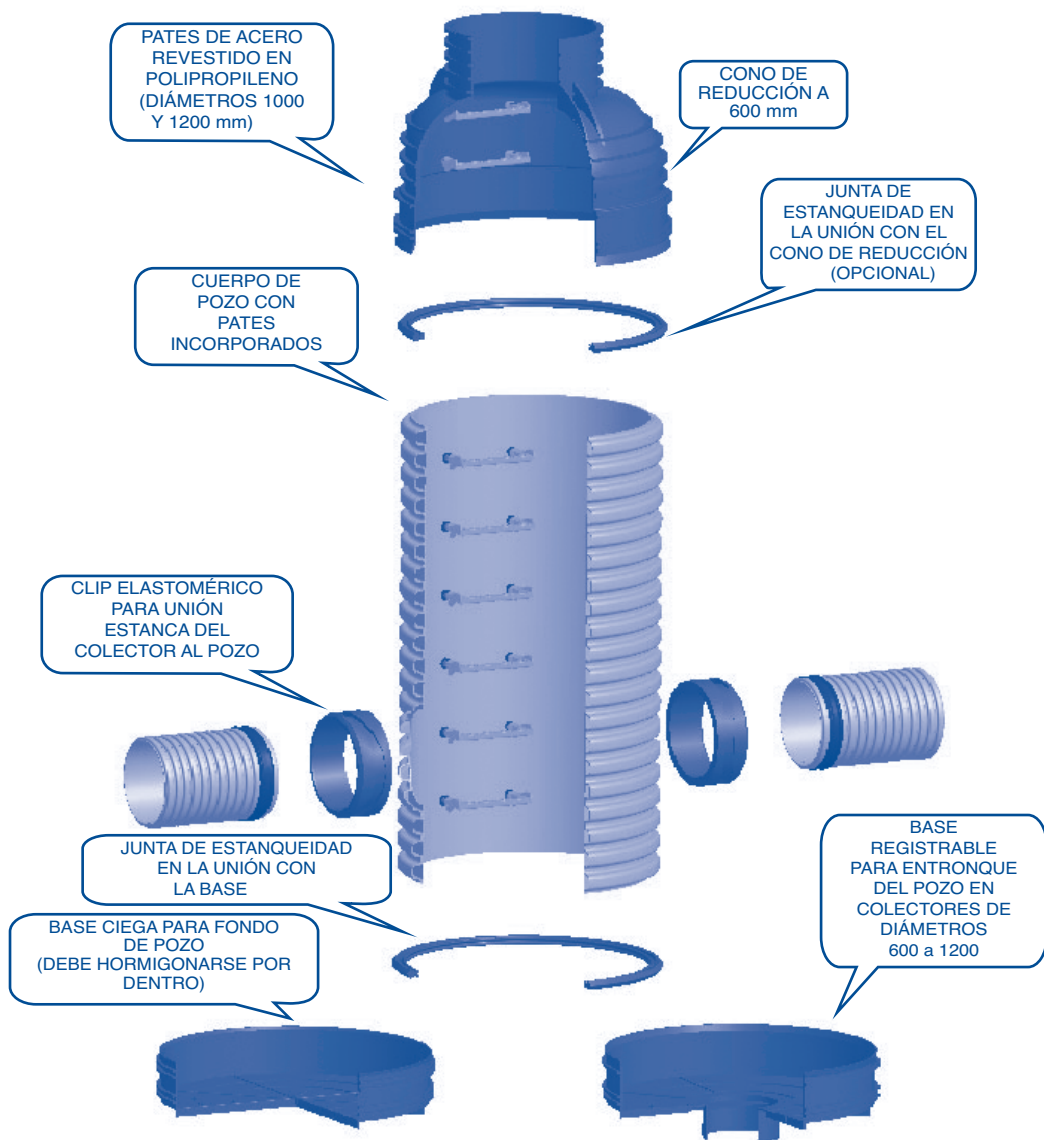 PATES DE ACERO
REVESTIDO EN
POLIPROPILENO
(DIÁMETROS 1000
Y 1200 mm)
CONO DE
REDUCCIÓN A
600 mm
JUNTA DE
ESTANQUEIDAD EN
LA UNIÓN CON EL
CONO DE REDUCCIÓN
(OPCIONAL)
CUERPO DE
POZO CON
PATES
INCORPORADOS
CLIP ELASTOMÉRICO
PARA UNIÓN
ESTANCA DEL
COLECTOR AL POZO
JUNTA DE ESTANQUEIDAD
EN LA UNIÓN CON
LA BASE
BASE CIEGA PARA FONDO
DE POZO
(DEBE HORMIGONARSE POR
DENTRO)
BASE
REGISTRABLE
PARA ENTRONQUE
DEL POZO EN
COLECTORES DE
DIÁMETROS
600 a 1200